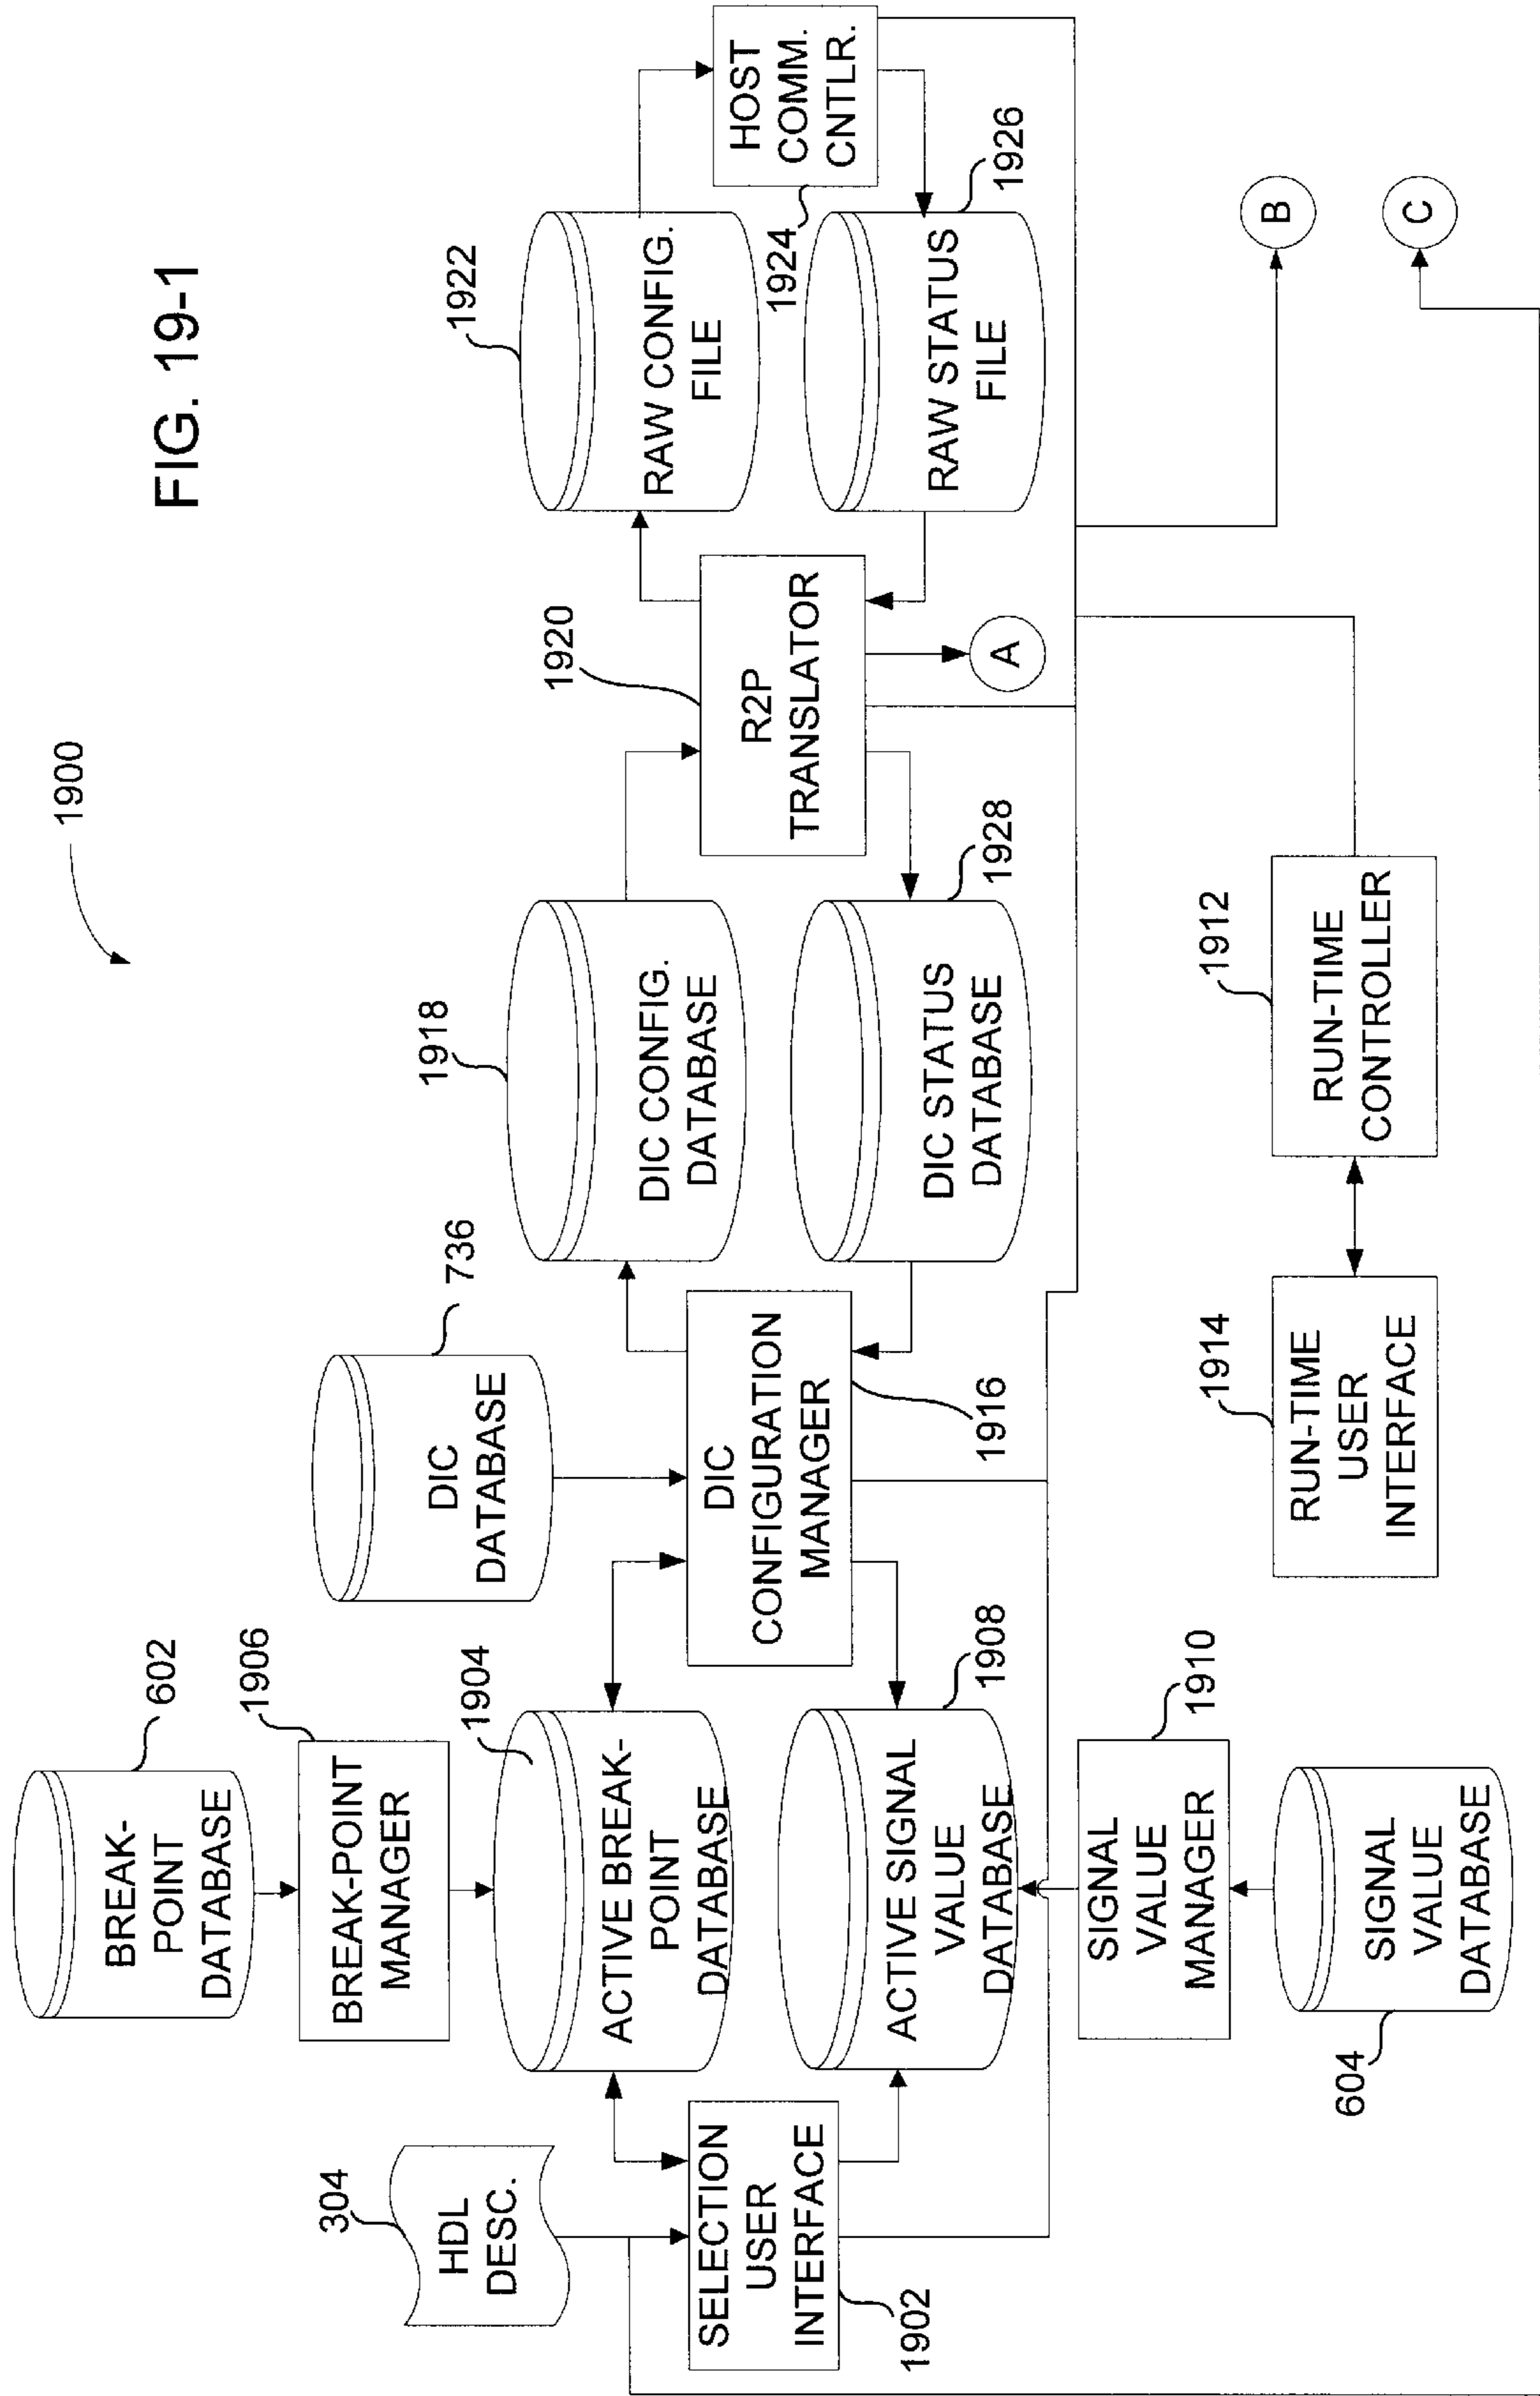 FIG. 19-1
1900
602
BREAK-
POINT
DATABASE
1906
BREAK-POINT
MANAGER
736
DIC
DATABASE
304
HDL
DESC.
1904
ACTIVE BREAK-
POINT
DATABASE
1918
DIC CONFIG.
DATABASE
1922
RAW CONFIG.
FILE
SELECTION
USER
INTERFACE
1902
DIC
CONFIGURATION
MANAGER
1916
1920
R2P
TRANSLATOR
HOST
COMM.
CNTLR.
1924
ACTIVE SIGNAL
VALUE
DATABASE
1908
DIC STATUS
DATABASE
1928
RAW STATUS
FILE
1926
A
1910
SIGNAL
VALUE
MANAGER
604
SIGNAL
VALUE
DATABASE
1914
RUN-TIME
USER
INTERFACE
1912
RUN-TIME
CONTROLLER
B
C